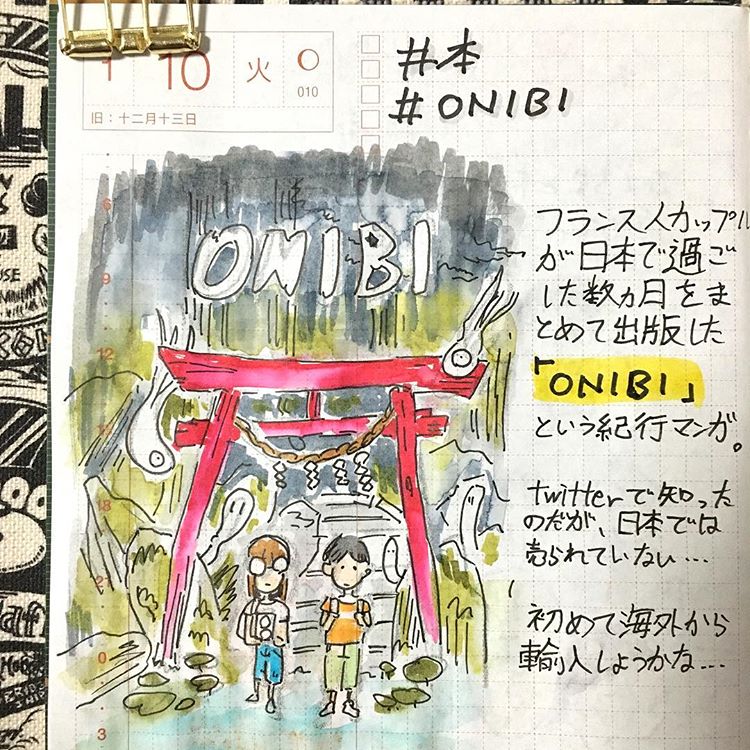 1 10 火
010
旧：十二月十三日
#本
#ONIBI
ONIBI
フランス人カップル
が日本で過ご
した数ヵ月をま
とめて出版した
「ONIBI」
という紀行マンガ。
twitterで知った
のだが、日本では
売られていない…
初めて海外から
輸入しようかな…
6
9
12
18
21
0
3